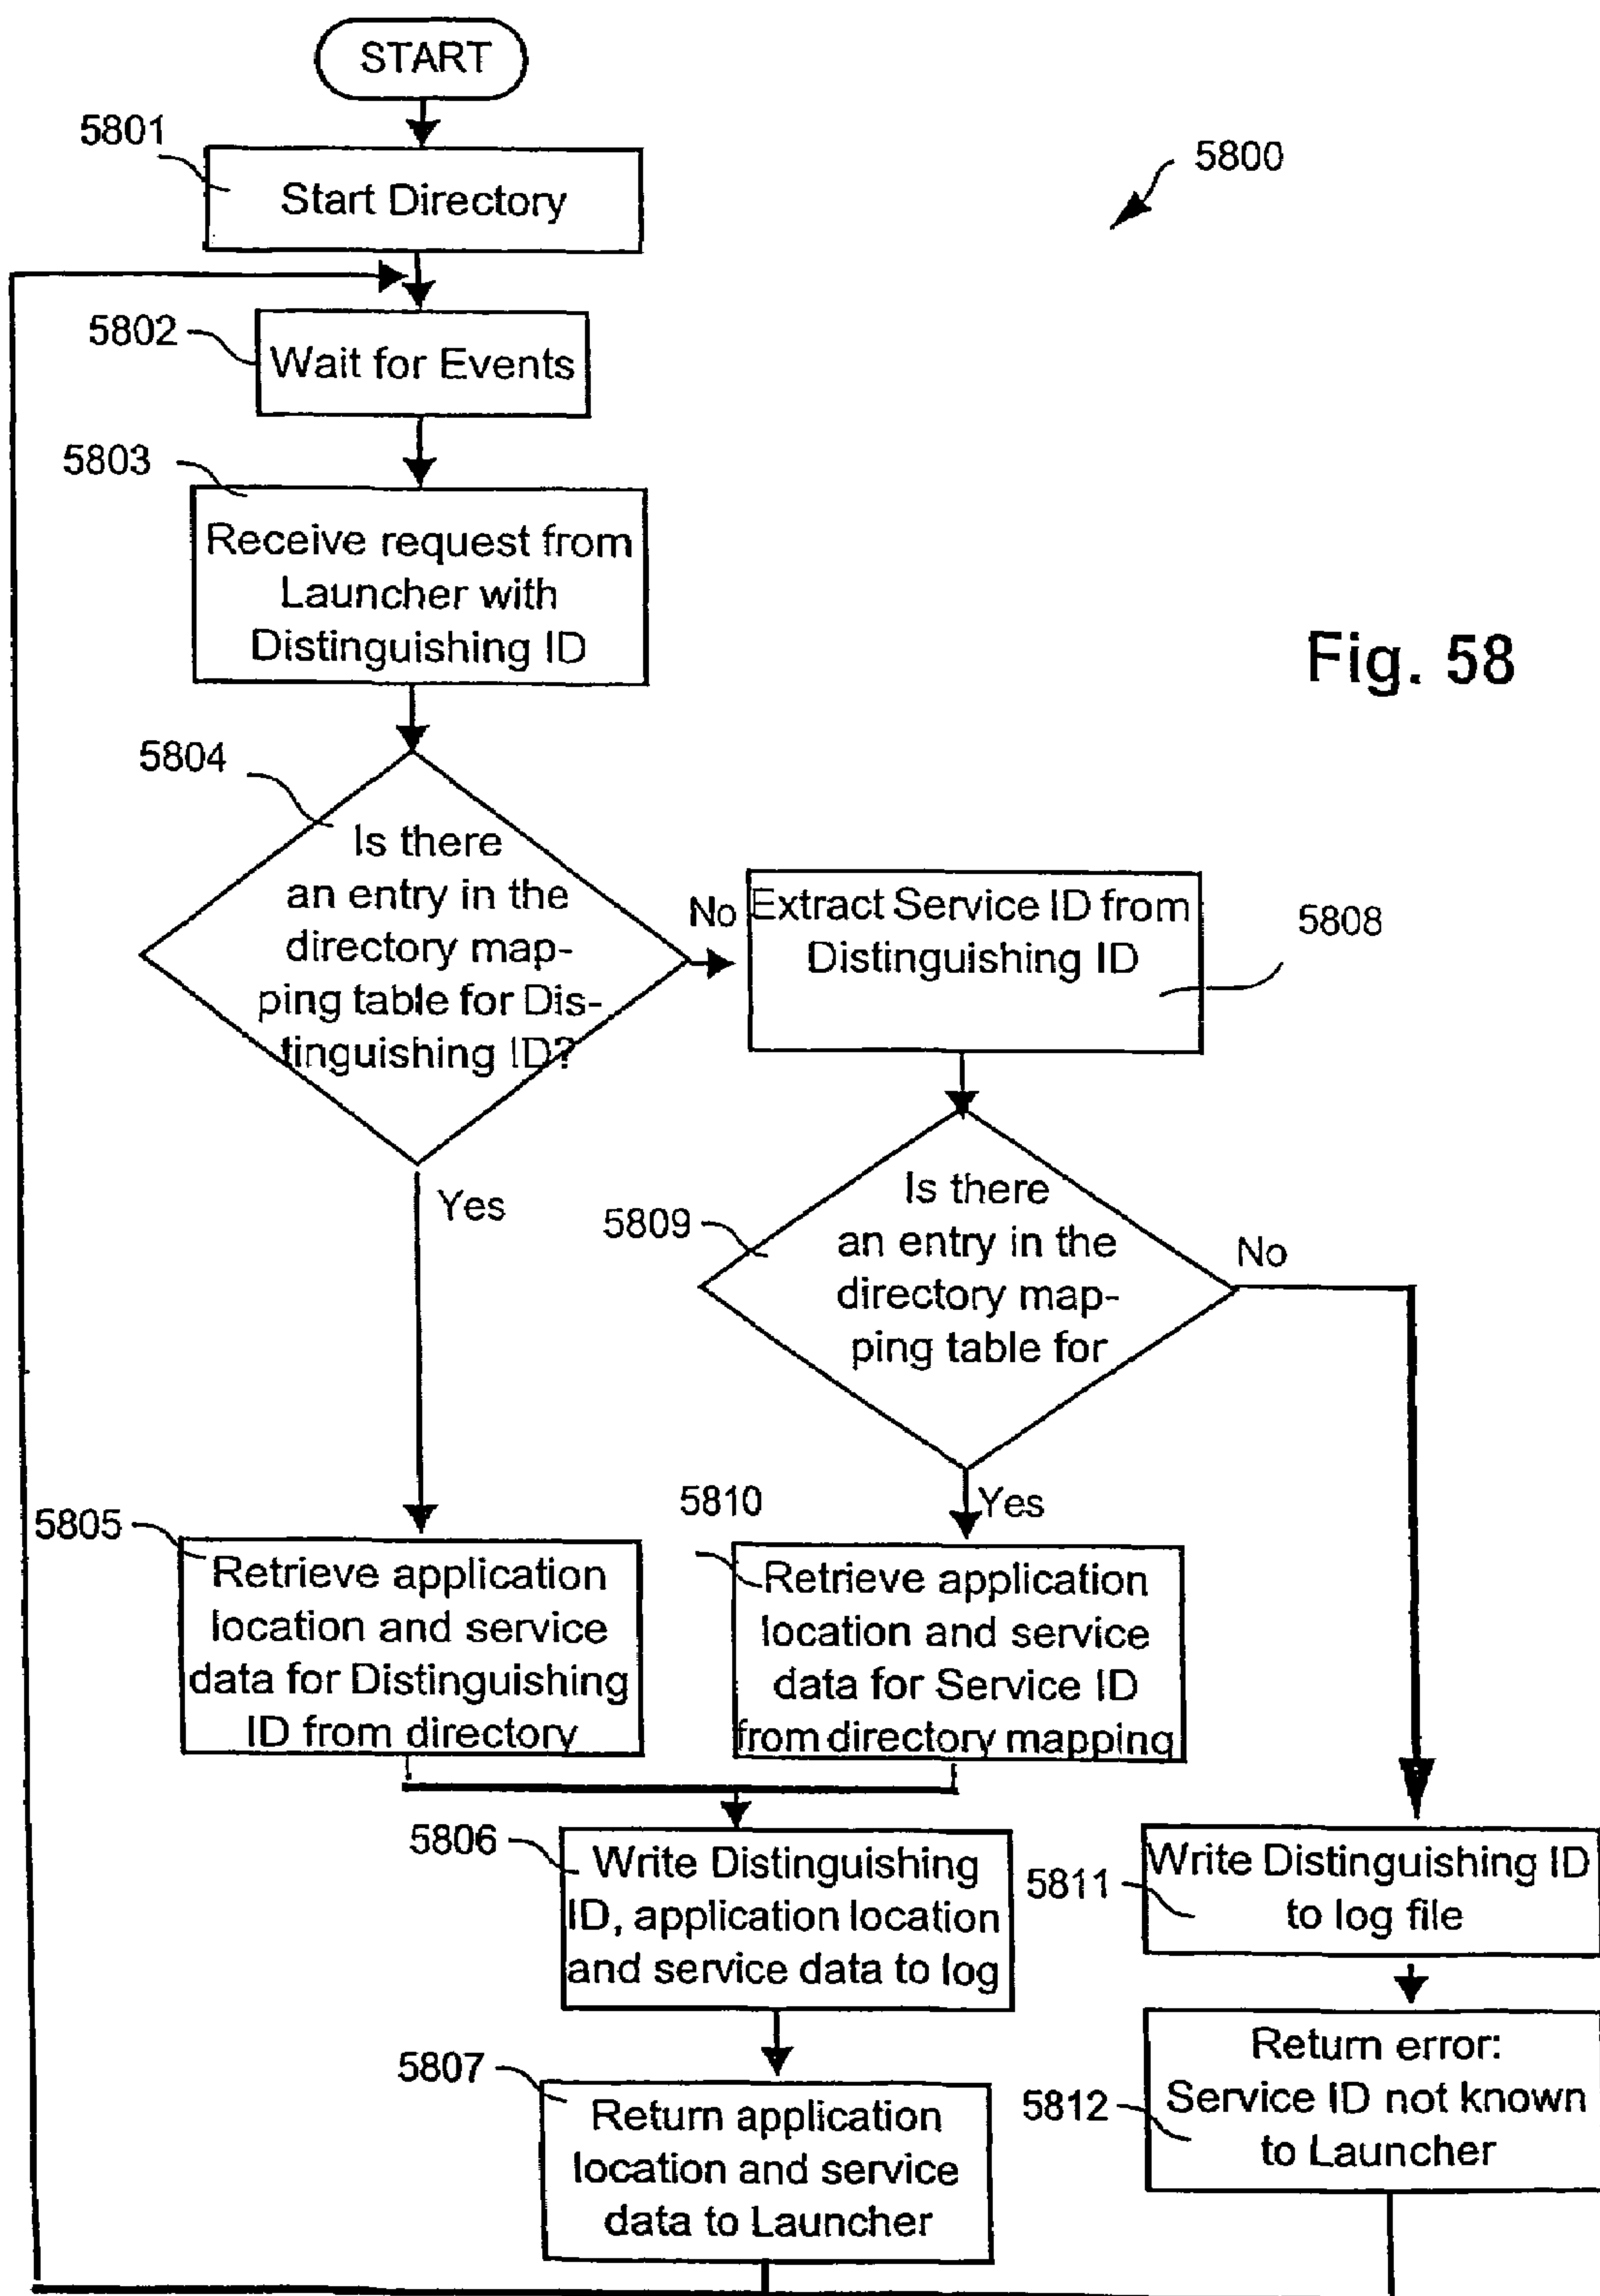 START
5801
Start Directory
5800
5802
Wait for Events
5803
Receive request from
Launcher with
Distinguishing ID
Fig. 58
5804
Is there
an entry in the
directory map-
ping table for Dis-
tinguishing ID?
No
Extract Service ID from
Distinguishing ID
5808
Yes
5809
Is there
an entry in the
directory map-
ping table for
No
Yes
5805
Retrieve application
location and service
data for Distinguishing
ID from directory
5810
Retrieve application
location and service
data for Service ID
from directory mapping
5806
Write Distinguishing
ID, application location
and service data to log
5811
Write Distinguishing ID
to log file
5807
Return application
location and service
data to Launcher
5812
Return error:
Service ID not known
to Launcher